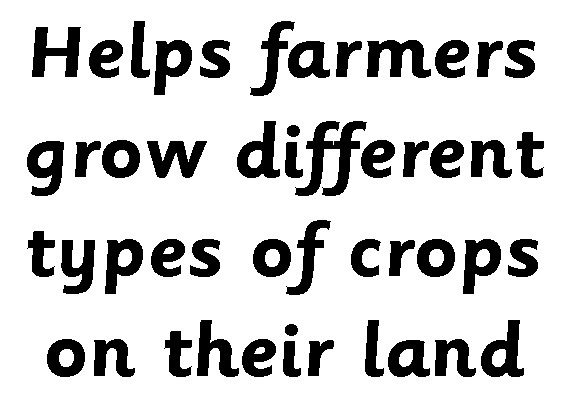 Helps farmers
grow different
types of crops
on their land